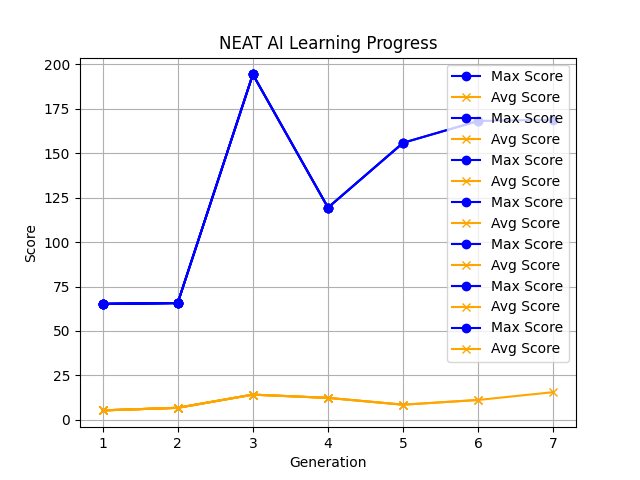 NEAT AI Learning Progress
Score
200
175
150
125
100
75
50
25
0
Max Score
Avg Score
Max Score
Avg Score
Max Score
Avg Score
Max Score
Avg Score
Max Score
Avg Score
Max Score
Avg Score
Max Score
Avg Score
1 2 3 4 5 6 7
Generation